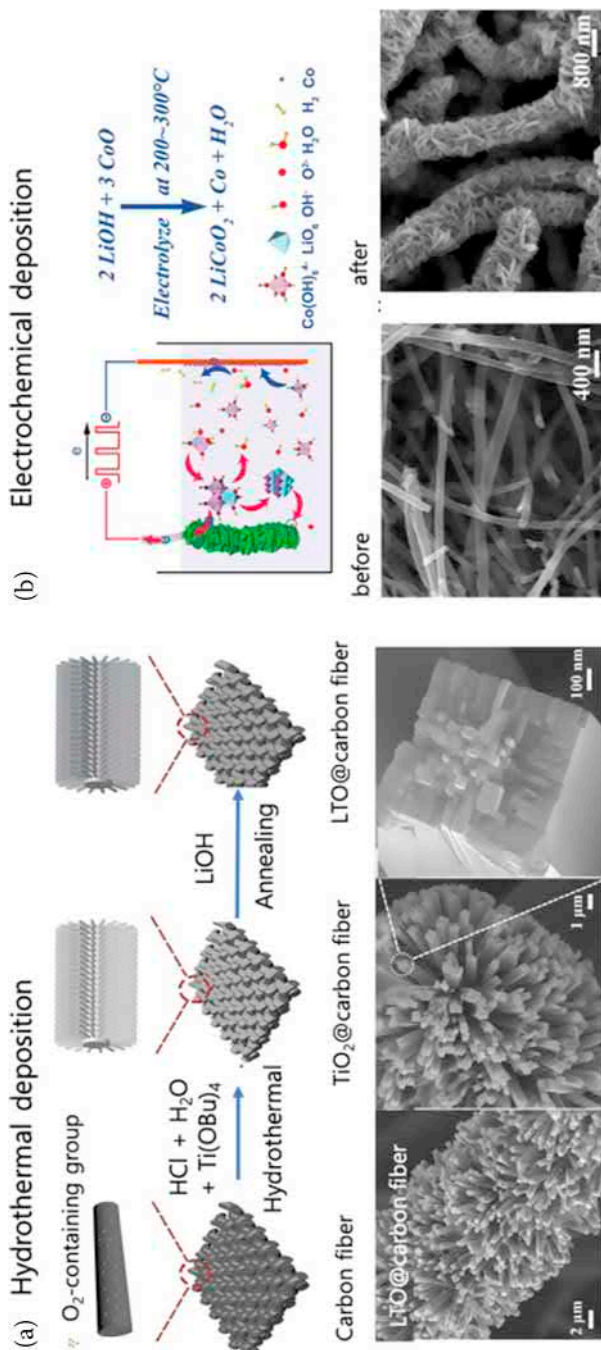 (a) Hydrothermal deposition
O₂-containing group
HCl + H₂O
+ Ti(OBu)₄
Hydrothermal
LiOH
Annealing
Carbon fiber
TiO₂@carbon fiber
LTO@carbon fiber
LTO@carbon fiber
2 μm
1 μm
100 nm
(b) Electrochemical deposition
e
2 LiOH + 3 CoO
Electrolyze at 200~300°C
2 LiCoO₂ + Co + H₂O
Co(OH)₆⁴⁻ LiO₆ OH⁻ O²⁻ H₂O H₂ Co
before
after
400 nm
800 nm